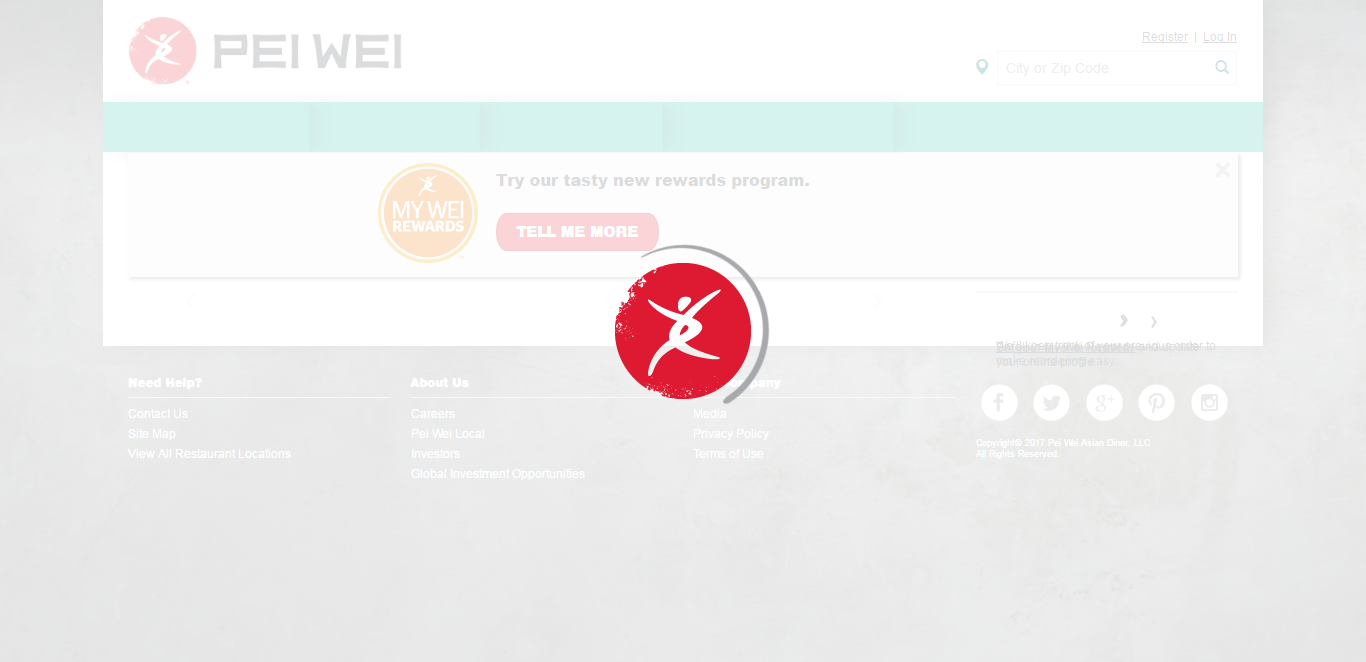 PEI WEI
Register | Log In
City or Zip Code
Try our tasty new rewards program.
MY WEI
REWARDS
TELL ME MORE
Need Help?
Contact Us
Site Map
View All Restaurant Locations
About Us
Careers
Pei Wei Local
Investors
Global Investment Opportunities
Media
Privacy Policy
Terms of Use
Copyright© 2017 Pei Wei Asian Diner, LLC
All Rights Reserved.